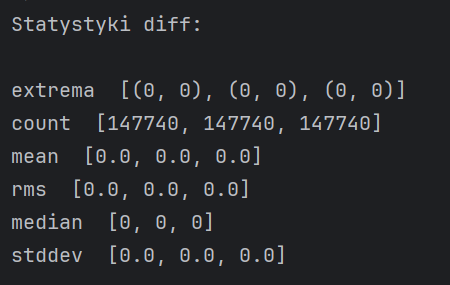 Statystyki diff:
extrema  [(0, 0), (0, 0), (0, 0)]
count  [147740, 147740, 147740]
mean  [0.0, 0.0, 0.0]
rms  [0.0, 0.0, 0.0]
median  [0, 0, 0]
stddev  [0.0, 0.0, 0.0]